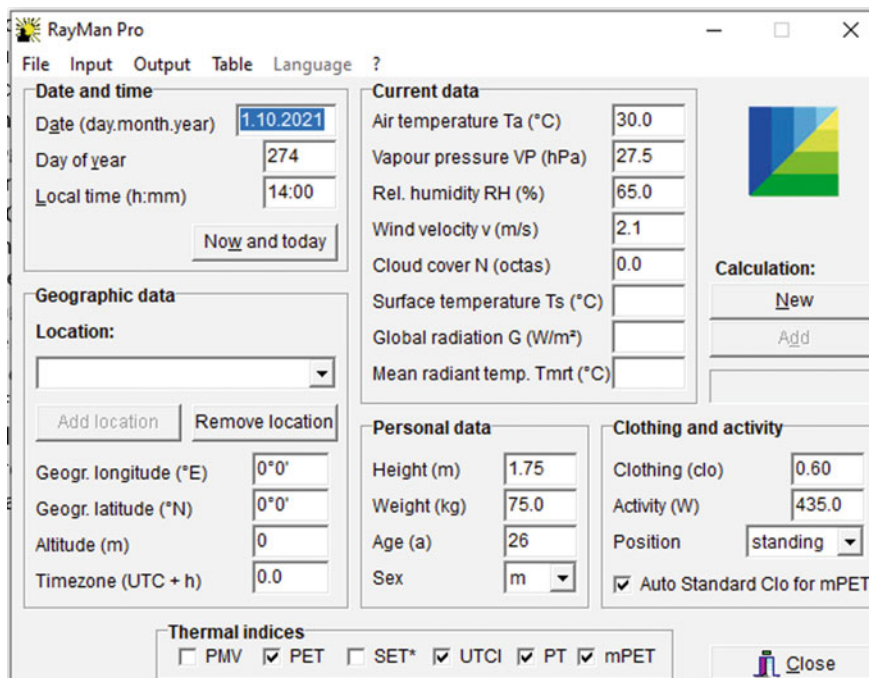 RayMan Pro
File Input Output Table Language ?
Date and time
Date (day.month.year) 1.10.2021
Day of year 274
Local time (h:mm) 14:00
Now and today
Geographic data
Location:
Add location Remove location
Geogr. longitude (°E) 0°0'
Geogr. latitude (°N) 0°0'
Altitude (m) 0
Timezone (UTC + h) 0.0
Current data
Air temperature Ta (°C) 30.0
Vapour pressure VP (hPa) 27.5
Rel. humidity RH (%) 65.0
Wind velocity v (m/s) 2.1
Cloud cover N (octas) 0.0
Surface temperature Ts (°C)
Global radiation G (W/m²)
Mean radiant temp. Tmrt (°C)
Calculation:
New
Add
Personal data
Height (m) 1.75
Weight (kg) 75.0
Age (a) 26
Sex m
Clothing and activity
Clothing (clo) 0.60
Activity (W) 435.0
Position standing
Auto Standard Clo for mPET
Thermal indices
PMV PET SET* UTCI PT mPET
Close